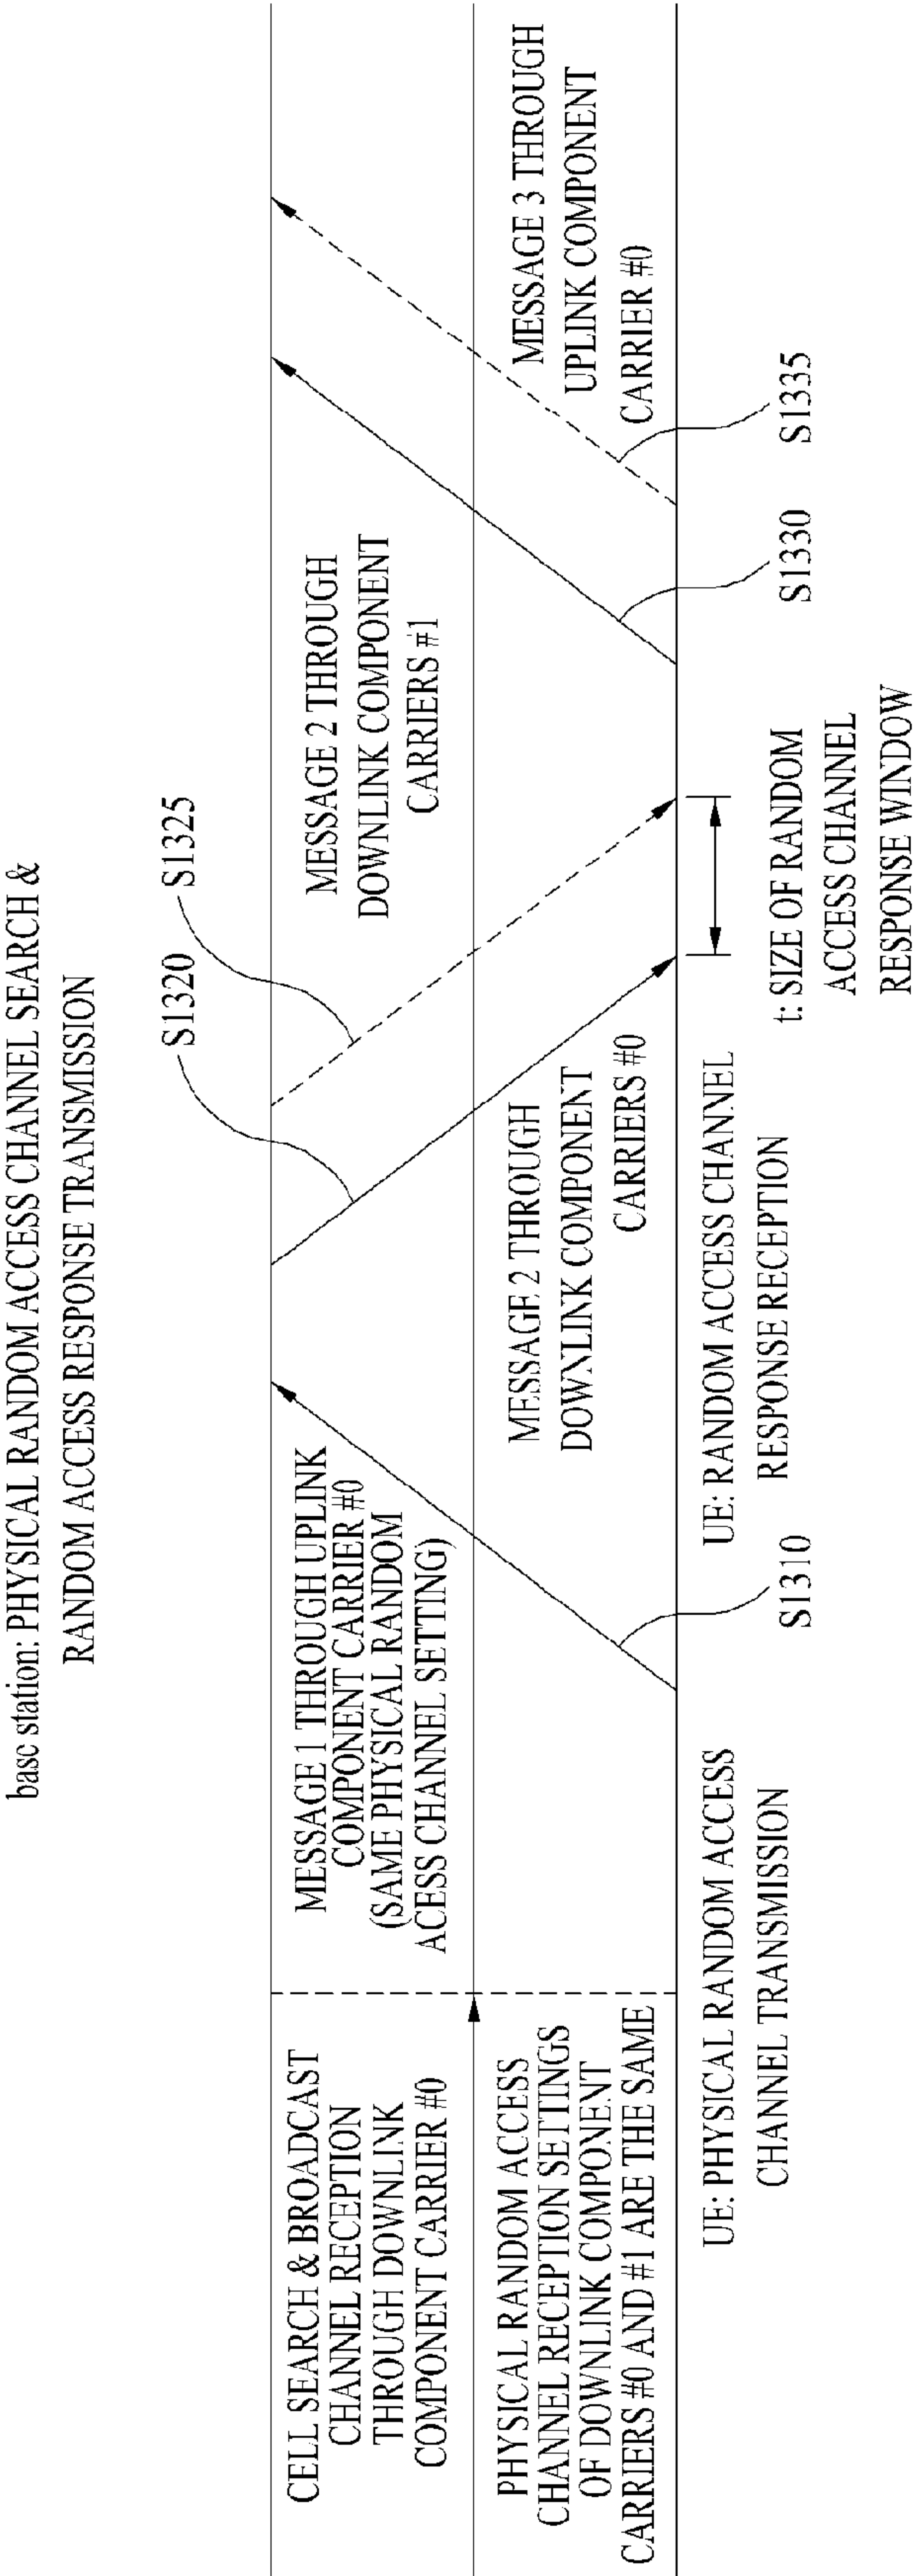 basc station: PHYSICAL RANDOM ACCESS CHANNEL SEARCH &
RANDOM ACCESS RESPONSE TRANSMISSION
S1320
S1325
CELL SEARCH & BROADCAST
CHANNEL RECEPTION
THROUGH DOWNLINK
COMPONENT CARRIER #0
MESSAGE 1 THROUGH UPLINK
COMPONENT CARRIER #0
(SAME PHYSICAL RANDOM
ACESS CHANNEL SETTING)
MESSAGE 2 THROUGH
DOWNLINK COMPONENT
CARRIERS #1
PHYSICAL RANDOM ACCESS
CHANNEL RECEPTION SETTINGS
OF DOWNLINK COMPONENT
CARRIERS #0 AND #1 ARE THE SAME
MESSAGE 2 THROUGH
DOWNLINK COMPONENT
CARRIERS #0
MESSAGE 3 THROUGH
UPLINK COMPONENT
CARRIER #0
UE: PHYSICAL RANDOM ACCESS
CHANNEL TRANSMISSION
S1310
UE: RANDOM ACCESS CHANNEL
RESPONSE RECEPTION
t: SIZE OF RANDOM
ACCESS CHANNEL
RESPONSE WINDOW
S1330
S1335